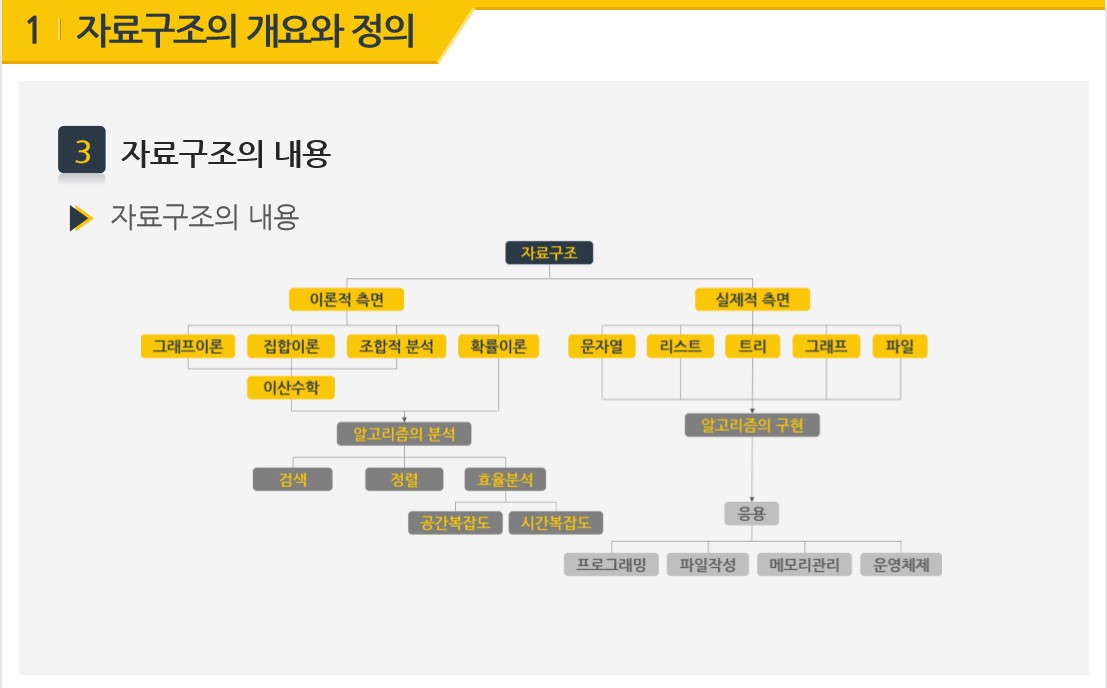 1 자료구조의 개요와 정의
3 자료구조의 내용
자료구조의 내용
자료구조
이론적 측면 실제적 측면
그래프이론 집합이론 조합적 분석 확률이론 문자열 리스트 트리 그래프 파일
이산수학
알고리즘의 구현
알고리즘의 분석
검색 정렬 효율분석
응용
공간복잡도 시간복잡도
프로그래밍 파일작성 메모리관리 운영체제